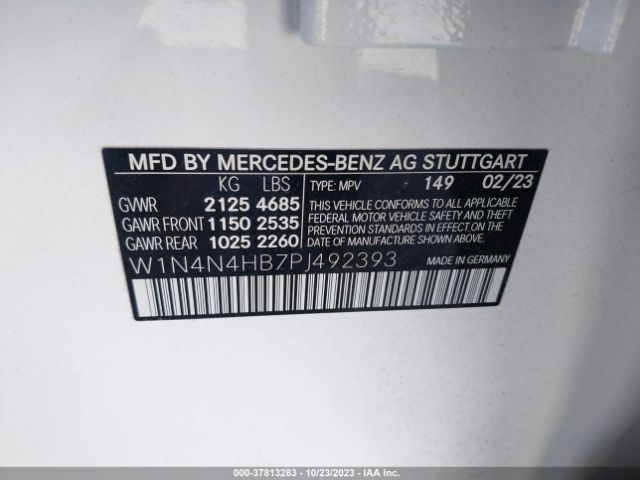 MFD BY MERCEDES-BENZ AG STUTTGART
KG LBS TYPE: MPV 149 02/23
GVWR 2125 4685
GAWR FRONT 1150 2535
GAWR REAR 1025 2260
THIS VEHICLE CONFORMS TO ALL APPLICABLE
FEDERAL MOTOR VEHICLE SAFETY AND THEFT
PREVENTION STANDARDS IN EFFECT ON THE
DATE OF MANUFACTURE SHOWN ABOVE.
W1N4N4HB7PJ492393 MADE IN GERMANY
000-37813283 | 10/23/2023 | IAAI.COM